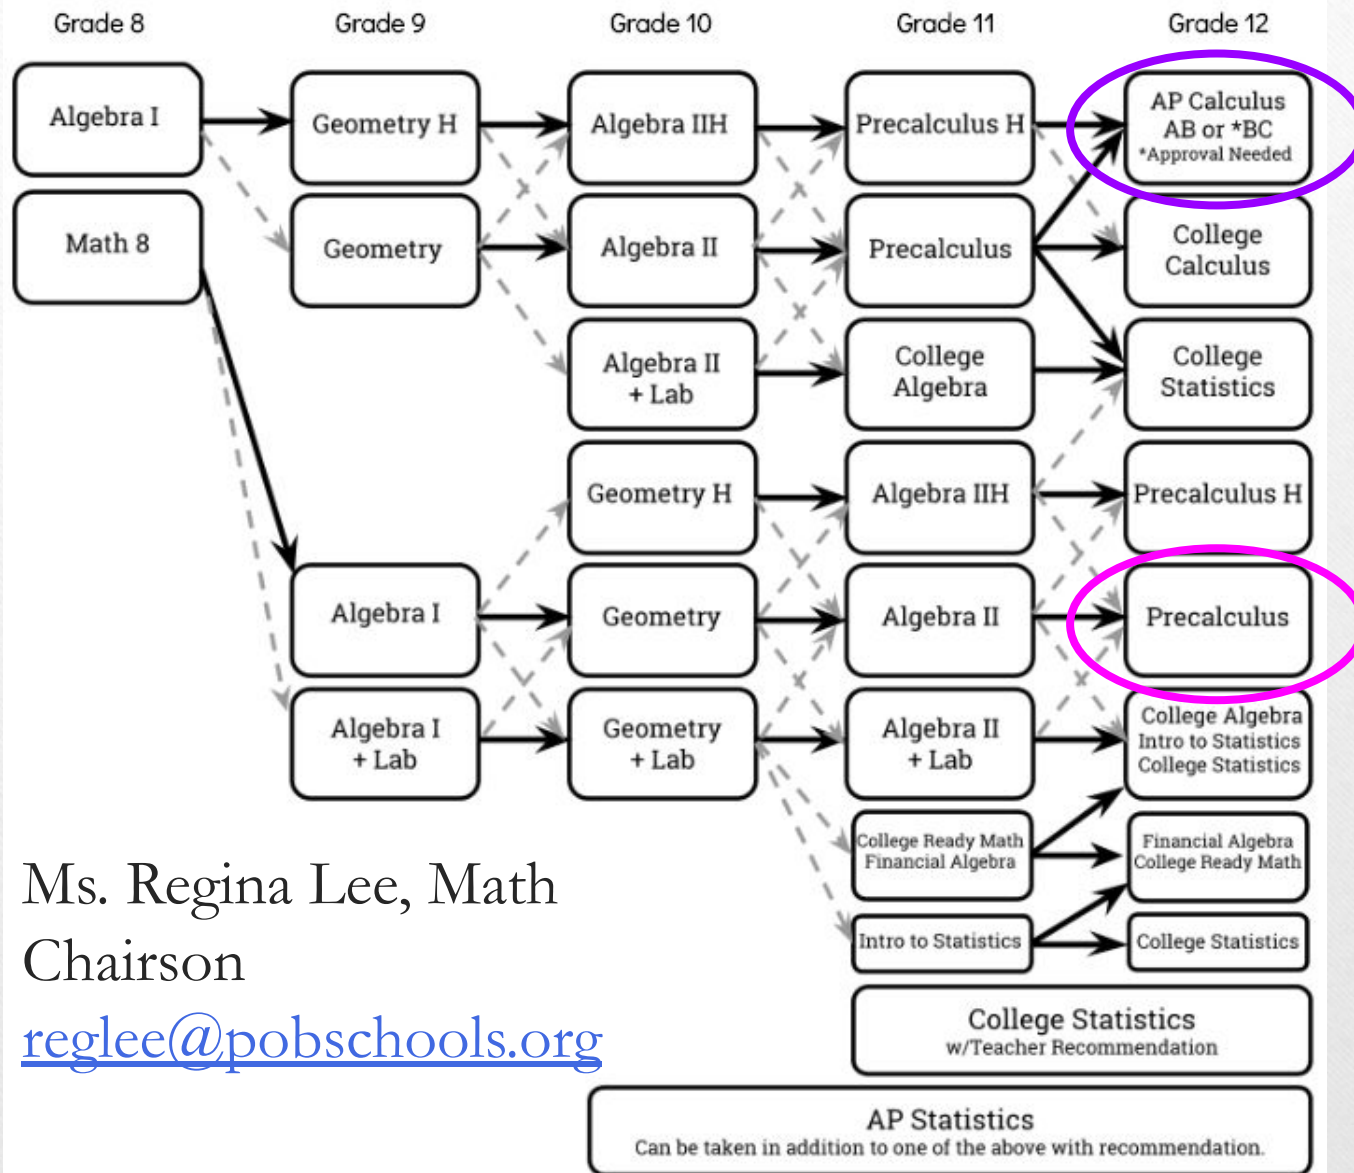 Grade 8
Grade 9
Grade 10
Grade 11
Grade 12
Algebra I
Geometry H
Algebra IIH
Precalculus H
AP Calculus
AB or *BC
*Approval Needed
Math 8
Geometry
Algebra II
Precalculus
College
Calculus
Algebra II
+ Lab
College
Algebra
College
Statistics
Geometry H
Algebra IIH
Precalculus H
Algebra I
Geometry
Algebra II
Precalculus
Algebra I
+ Lab
Geometry
+ Lab
Algebra II
+ Lab
College Algebra
Intro to Statistics
College Statistics
College Ready Math
Financial Algebra
Financial Algebra
College Ready Math
Intro to Statistics
College Statistics
Ms. Regina Lee, Math
Chairson
reglee@pobschools.org
College Statistics
w/Teacher Recommendation
AP Statistics
Can be taken in addition to one of the above with recommendation.